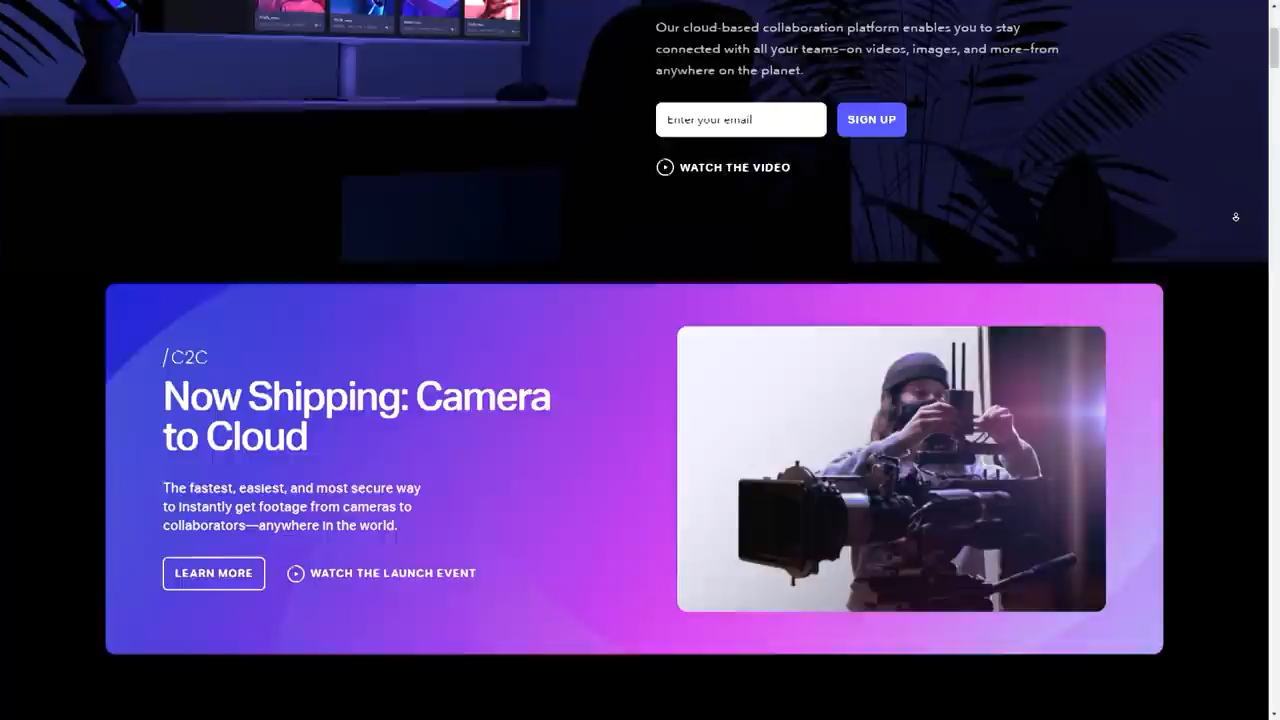 Our cloud-based collaboration platform enables you to stay
connected with all your teams–on videos, images, and more–from
anywhere on the planet.
Enter your email
SIGN UP
WATCH THE VIDEO
/C2C
Now Shipping: Camera
to Cloud
The fastest, easiest, and most secure way
to instantly get footage from cameras to
collaborators—anywhere in the world.
LEARN MORE
WATCH THE LAUNCH EVENT